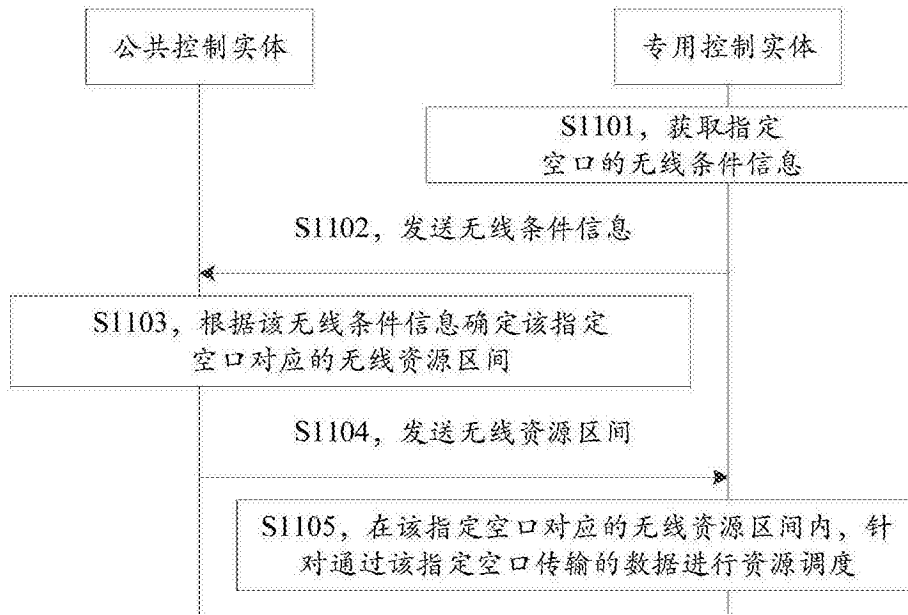 公共控制实体
专用控制实体
S1101，获取指定
空口的无线条件信息
S1102，发送无线条件信息
S1103，根据该无线条件信息确定该指定
空口对应的无线资源区间
S1104，发送无线资源区间
S1105，在该指定空口对应的无线资源区间内，针
对通过该指定空口传输的数据进行资源调度